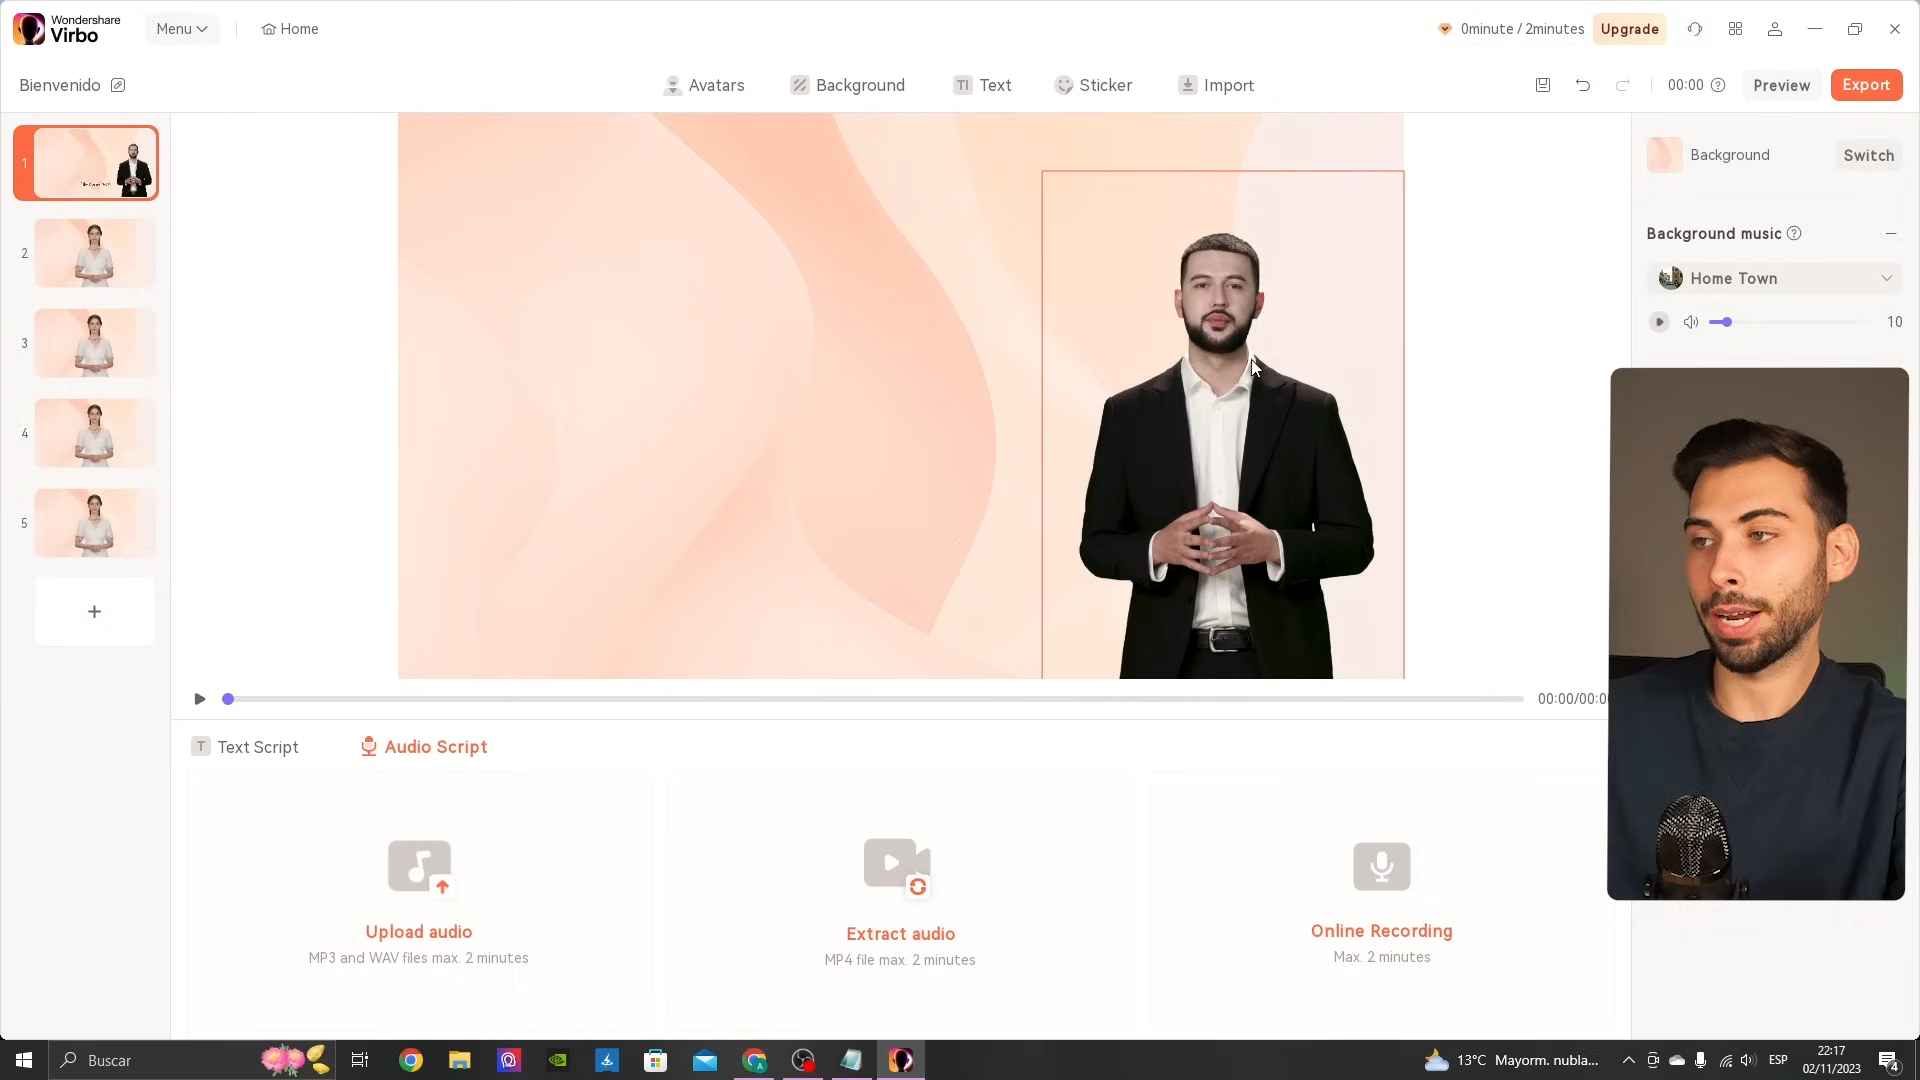 Wondershare
Virbo
Menu
Home
0minute / 2minutes
Upgrade
Bienvenido
Avatars
Background
TI Text
Sticker
Import
00:00
Preview
Export
1
2
3
4
5
+
Background
Switch
Background music
Home Town
10
00:00/00:0
T Text Script
Audio Script
Upload audio
MP3 and WAV files max. 2 minutes
Extract audio
MP4 file max. 2 minutes
Online Recording
Max. 2 minutes
Buscar
13°C Mayorm. nubla...
ESP
22:17
02/11/2023
4